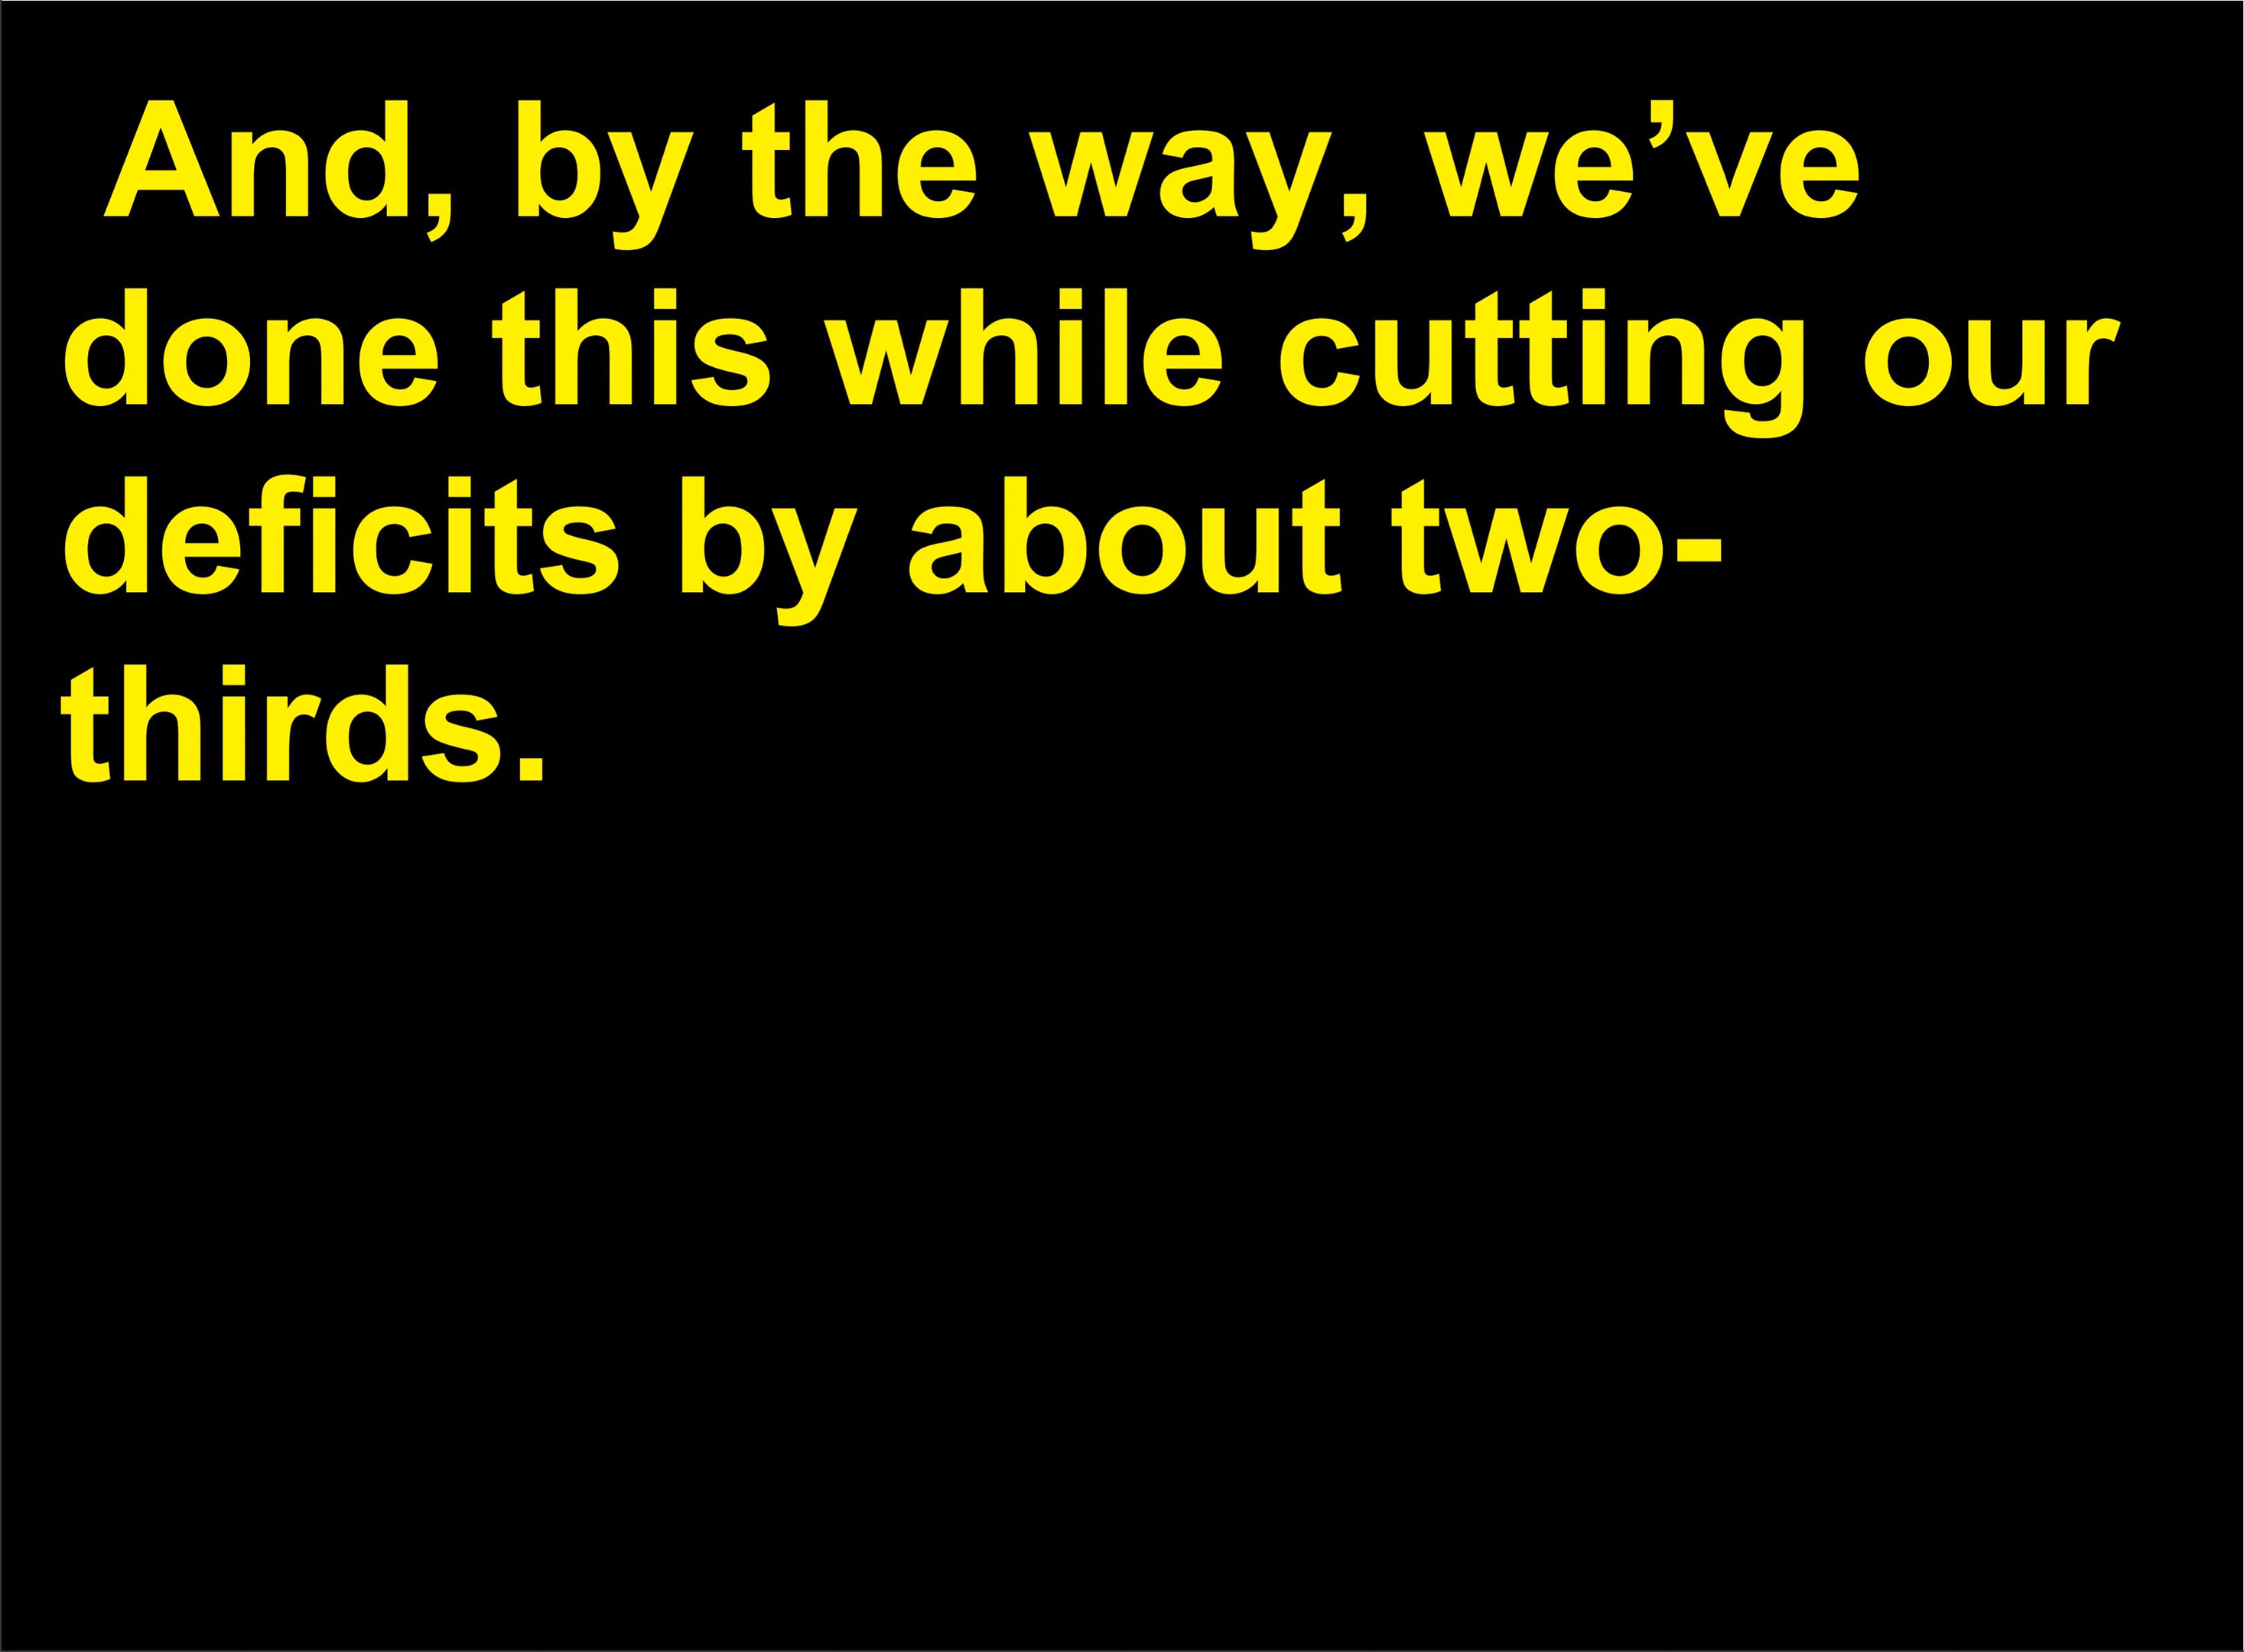 And, by the way, we’ve
done this while cutting our
deficits by about two-
thirds.